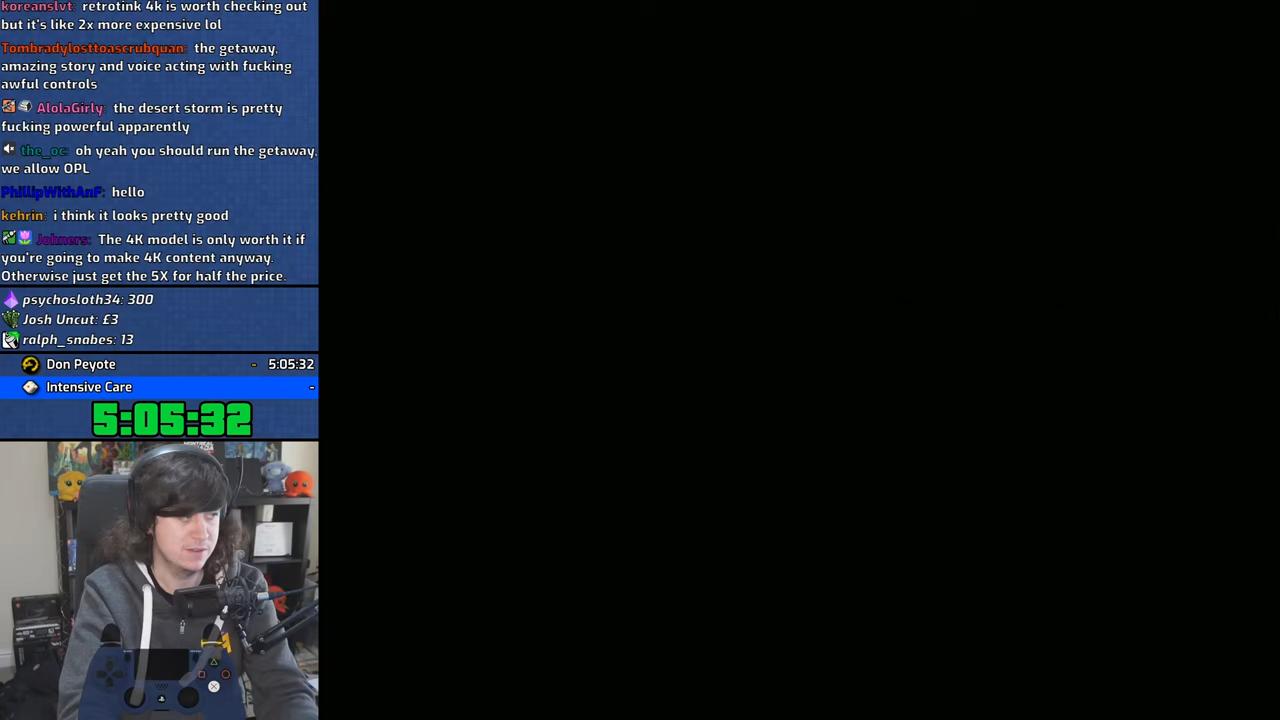 koreanslvt: retrotink 4k is worth checking out
but it's like 2x more expensive lol
Tombradylosttoascrubquan: the getaway,
amazing story and voice acting with fucking
awful controls
AlolaGirly: the desert storm is pretty
fucking powerful apparently
the_oc: oh yeah you should run the getaway,
we allow OPL
PhillipWithAnF: hello
kehrin: i think it looks pretty good
Johners: The 4K model is only worth it if
you're going to make 4K content anyway.
Otherwise just get the 5X for half the price.
psychosloth34: 300
Josh Uncut: £3
ralph_snabes: 13
Don Peyote - 5:05:32
Intensive Care -
5:05:32